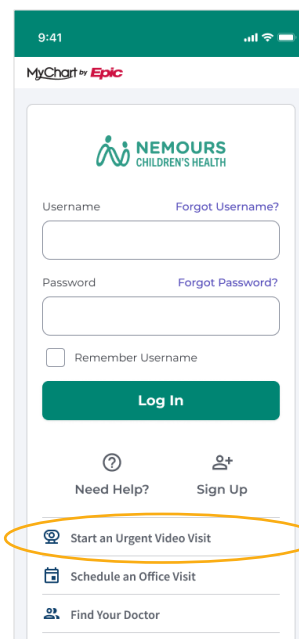 9:41
MyChart by Epic
NEMOURS
CHILDREN'S HEALTH
Username Forgot Username?
Password Forgot Password?
Remember Username
Log In
Need Help? Sign Up
Start an Urgent Video Visit
Schedule an Office Visit
Find Your Doctor